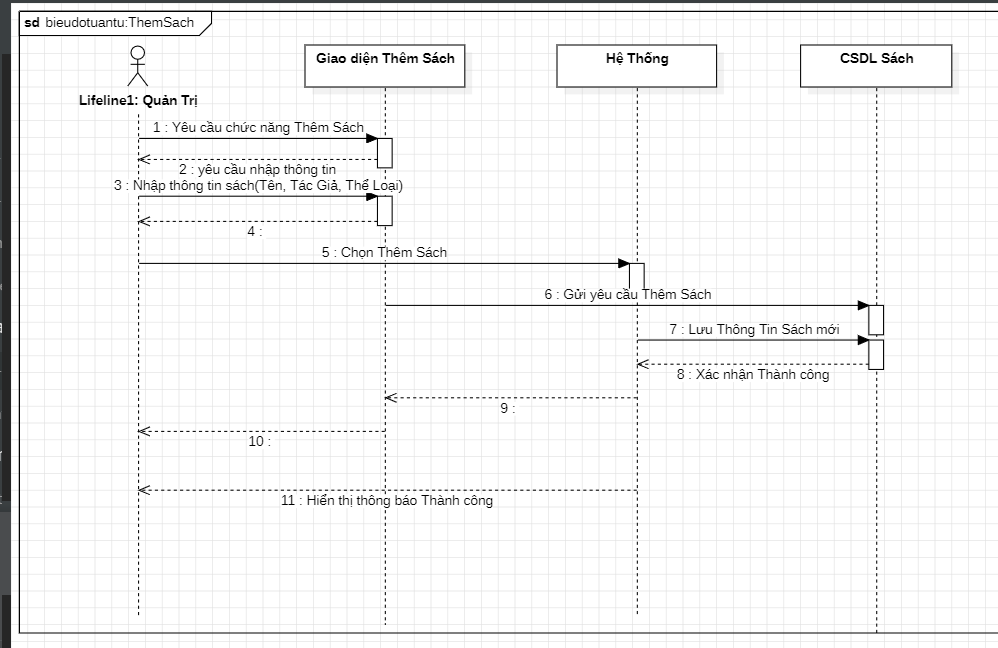 sd bieudotuantu:ThemSach
Giao diện Thêm Sách
Hệ Thống
CSDL Sách
Lifeline1: Quản Trị
1 : Yêu cầu chức năng Thêm Sách
2 : yêu cầu nhập thông tin
3 : Nhập thông tin sách(Tên, Tác Giả, Thể Loại)
4 :
5 : Chọn Thêm Sách
6 : Gửi yêu cầu Thêm Sách
7 : Lưu Thông Tin Sách mới
8 : Xác nhận Thành công
9 :
10 :
11 : Hiển thị thông báo Thành công